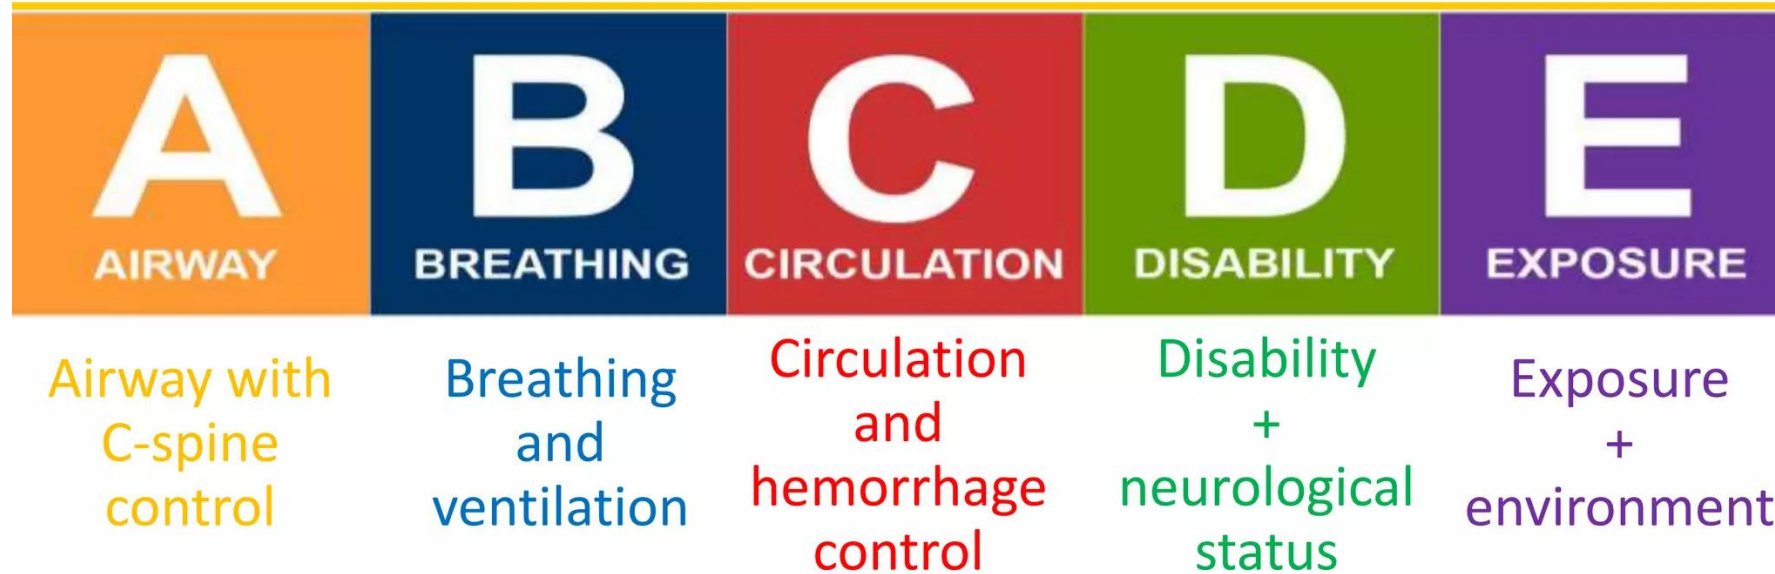 A
AIRWAY
B
BREATHING
C
CIRCULATION
D
DISABILITY
E
EXPOSURE
Airway with
C-spine
control
Breathing
and
ventilation
Circulation
and
hemorrhage
control
Disability
+
neurological
status
Exposure
+
environment